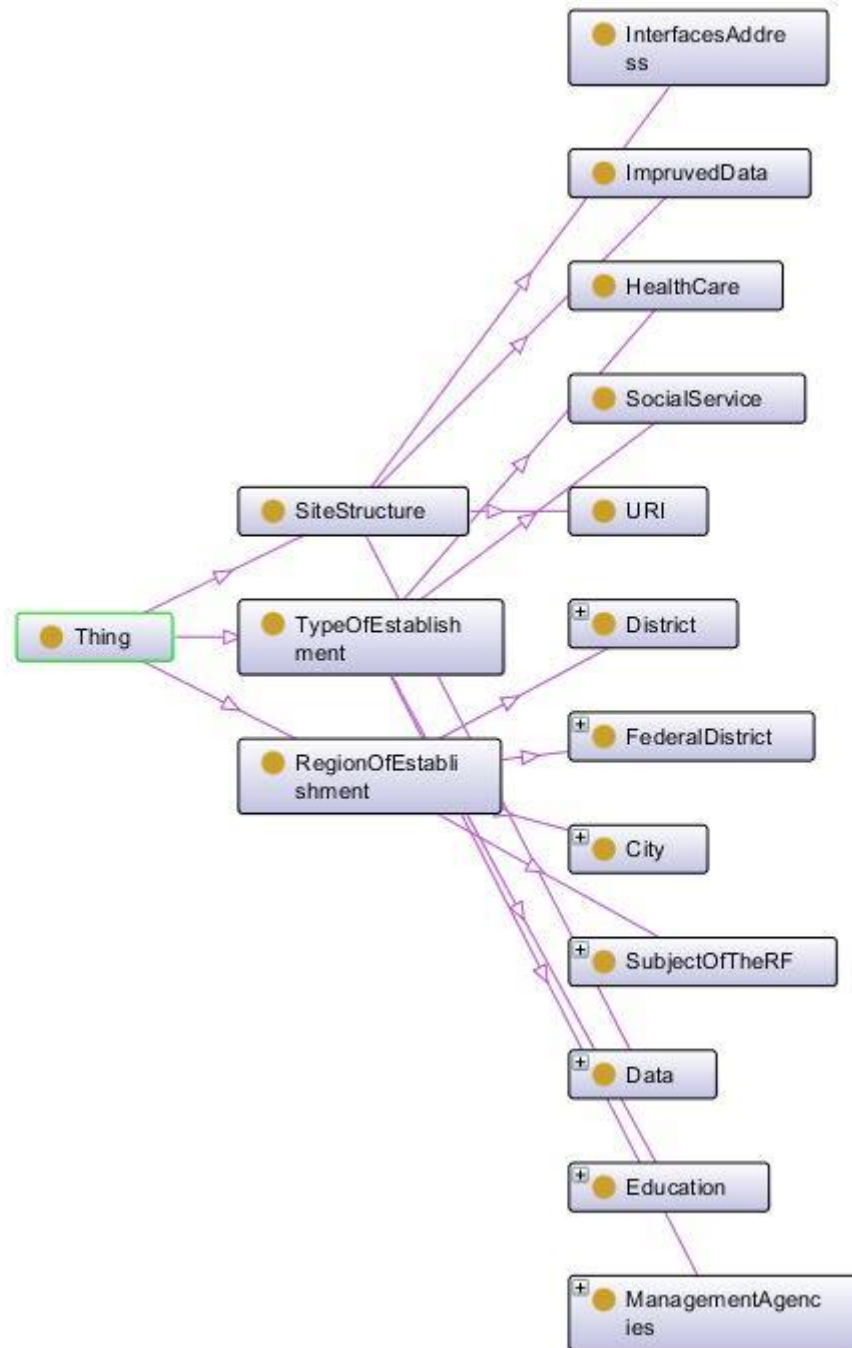 InterfacesAddre
ss
ImpruvedData
HealthCare
SocialService
SiteStructure
URI
Thing
TypeOfEstablish
ment
District
FederalDistrict
RegionOfEstabli
shment
City
SubjectOfTheRF
Data
Education
ManagementAgenc
ies